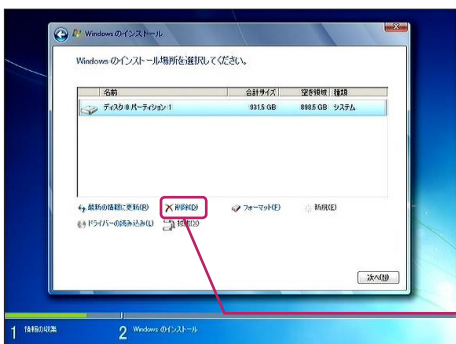 Windows のインストール
Windows のインストール場所を選択してください。
名前 合計サイズ 空き領域 種類
ディスク 0 パーティション 1 931.5 GB 898.5 GB システム
最新の情報に更新(R) 削除(D) フォーマット(F) 新規(E)
ドライバーの読み込み(L) 拡張(X)
次へ(N)
1 情報の収集 2 Windows のインストール